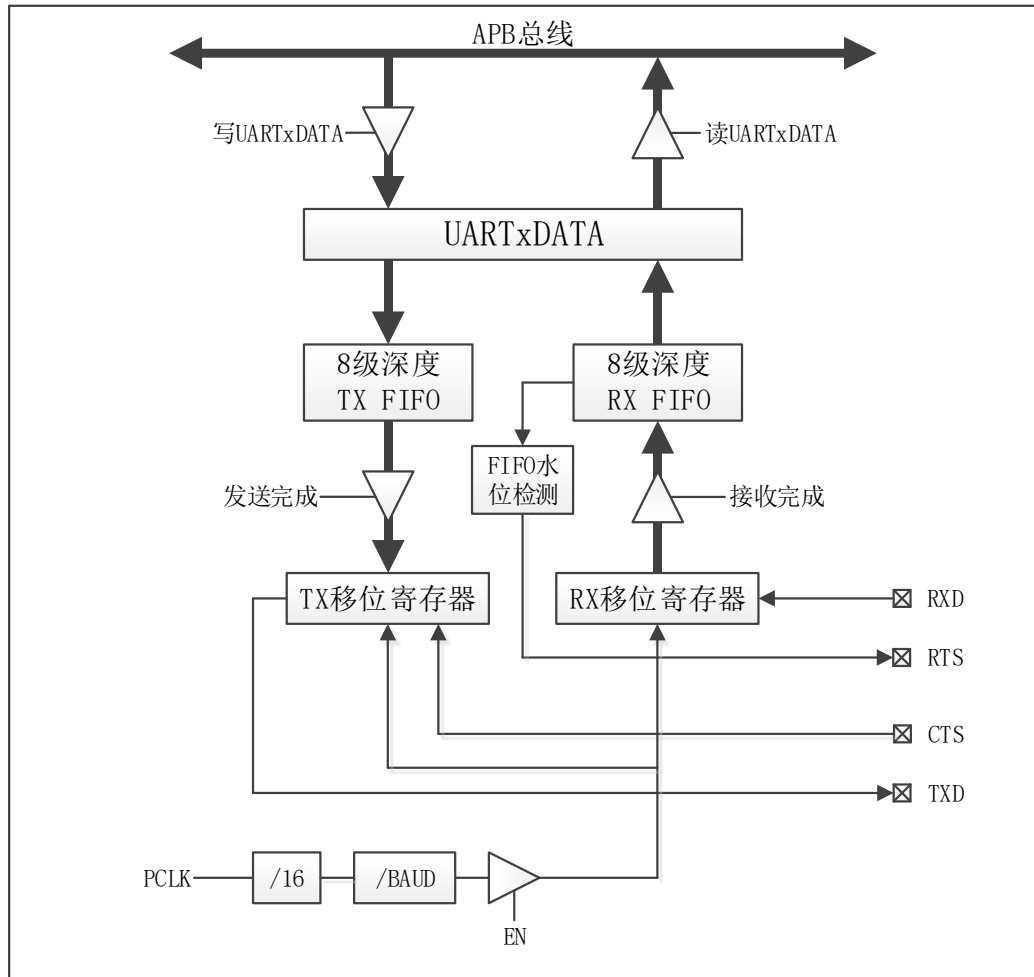 APB总线
写UARTxDATA
读UARTxDATA
UARTxDATA
8级深度
TX FIFO
8级深度
RX FIFO
FIFO水
位检测
发送完成
接收完成
TX移位寄存器
RX移位寄存器
RXD
RTS
CTS
TXD
PCLK
/16
/BAUD
EN